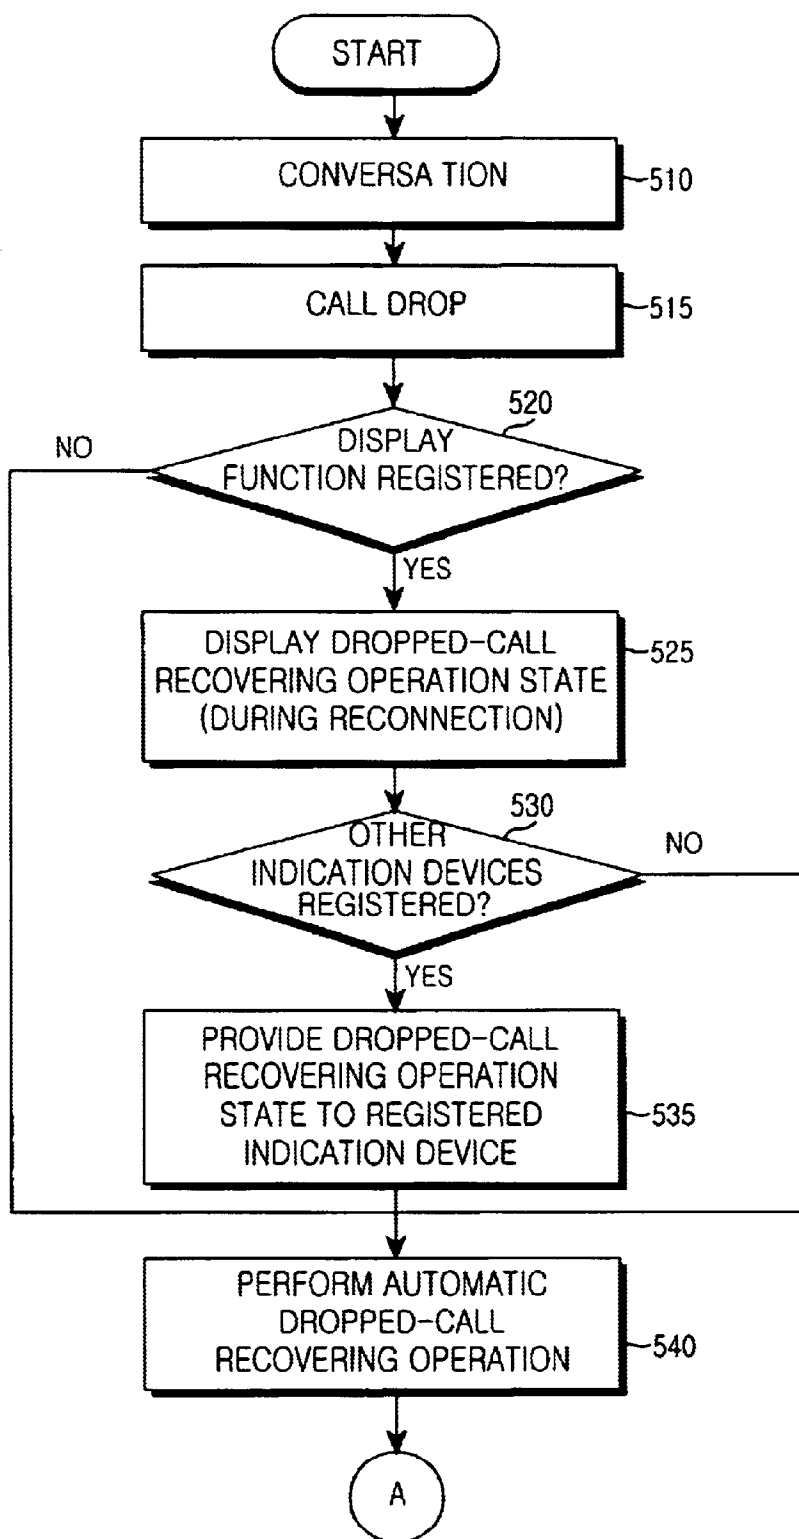 START
CONVERSA TION
510
CALL DROP
515
520
NO
DISPLAY
FUNCTION REGISTERED?
YES
DISPLAY DROPPED-CALL
RECOVERING OPERATION STATE
(DURING RECONNECTION)
525
530
OTHER
INDICATION DEVICES
REGISTERED?
NO
YES
PROVIDE DROPPED-CALL
RECOVERING OPERATION
STATE TO REGISTERED
INDICATION DEVICE
535
PERFORM AUTOMATIC
DROPPED-CALL
RECOVERING OPERATION
540
A